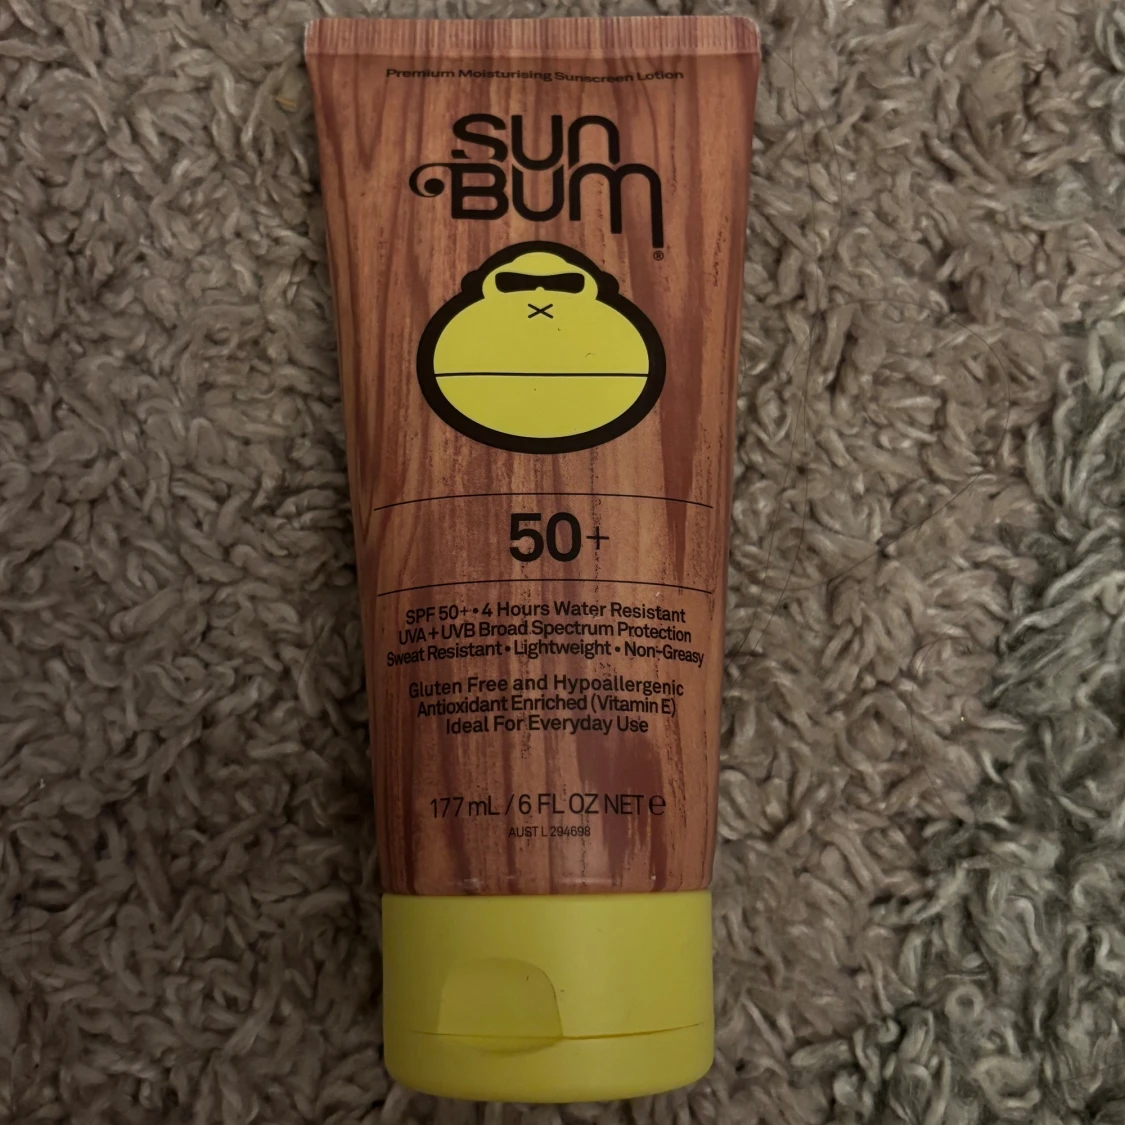 Premium Moisturising Sunscreen Lotion
SUN
BUM
®
50+
SPF 50+ • 4 Hours Water Resistant
UVA + UVB Broad Spectrum Protection
Sweat Resistant • Lightweight • Non-Greasy
Gluten Free and Hypoallergenic
Antioxidant Enriched (Vitamin E)
Ideal For Everyday Use
177 mL / 6 FL OZ NET ℮
AUST L 294698